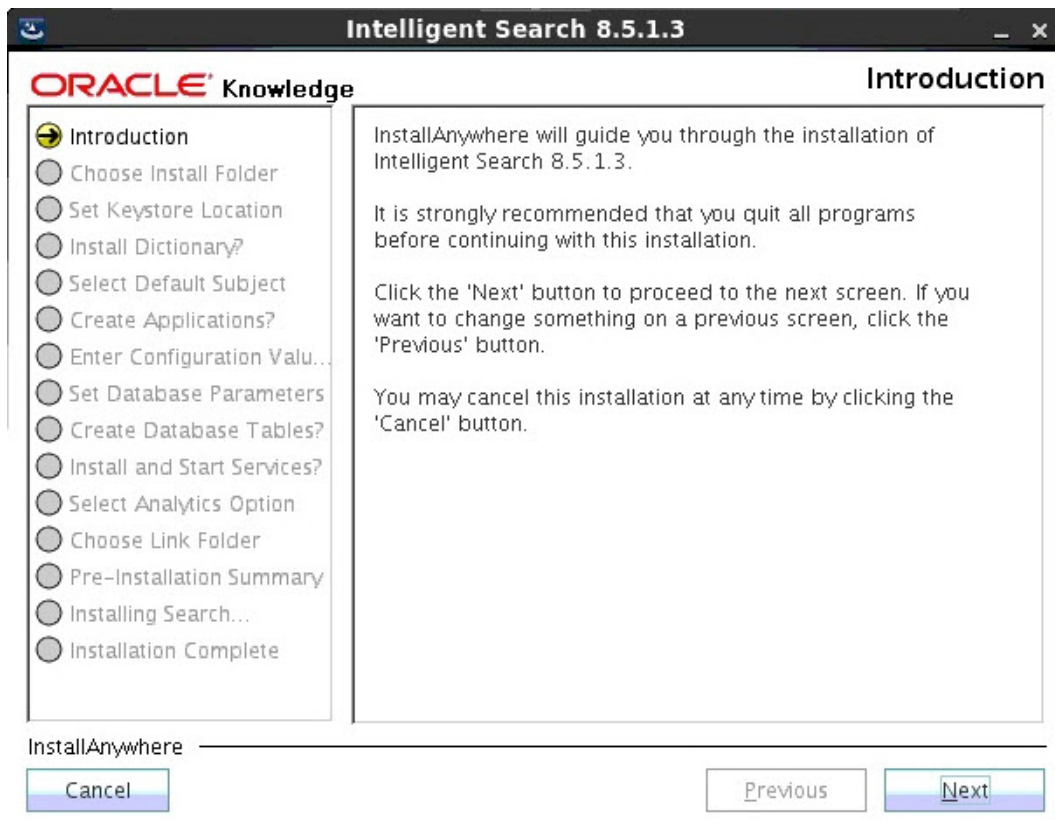 Intelligent Search 8.5.1.3
ORACLE Knowledge
Introduction
Introduction
Choose Install Folder
Set Keystore Location
Install Dictionary?
Select Default Subject
Create Applications?
Enter Configuration Valu...
Set Database Parameters
Create Database Tables?
Install and Start Services?
Select Analytics Option
Choose Link Folder
Pre-Installation Summary
Installing Search...
Installation Complete
InstallAnywhere will guide you through the installation of
Intelligent Search 8.5.1.3.
It is strongly recommended that you quit all programs
before continuing with this installation.
Click the 'Next' button to proceed to the next screen. If you
want to change something on a previous screen, click the
'Previous' button.
You may cancel this installation at any time by clicking the
'Cancel' button.
InstallAnywhere
Cancel
Previous
Next